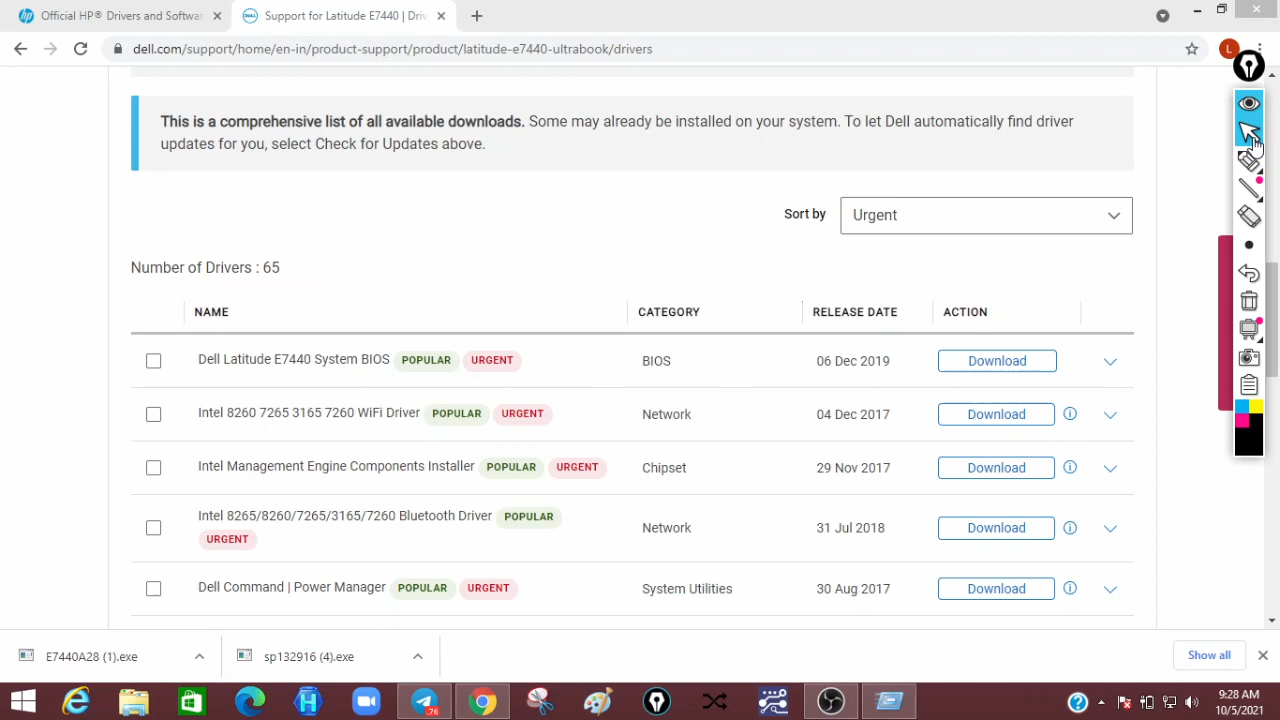 Official HP® Drivers and Softwar
Support for Latitude E7440 | Driv
dell.com/support/home/en-in/product-support/product/latitude-e7440-ultrabook/drivers
L
This is a comprehensive list of all available downloads. Some may already be installed on your system. To let Dell automatically find driver
updates for you, select Check for Updates above.
Sort by
Urgent
Number of Drivers : 65
NAME CATEGORY RELEASE DATE ACTION
Dell Latitude E7440 System BIOS POPULAR URGENT BIOS 06 Dec 2019 Download
Intel 8260 7265 3165 7260 WiFi Driver POPULAR URGENT Network 04 Dec 2017 Download
Intel Management Engine Components Installer POPULAR URGENT Chipset 29 Nov 2017 Download
Intel 8265/8260/7265/3165/7260 Bluetooth Driver POPULAR
URGENT
Network 31 Jul 2018 Download
Dell Command | Power Manager POPULAR URGENT System Utilities 30 Aug 2017 Download
E7440A28 (1).exe
sp132916 (4).exe
Show all
76
9:28 AM
10/5/2021